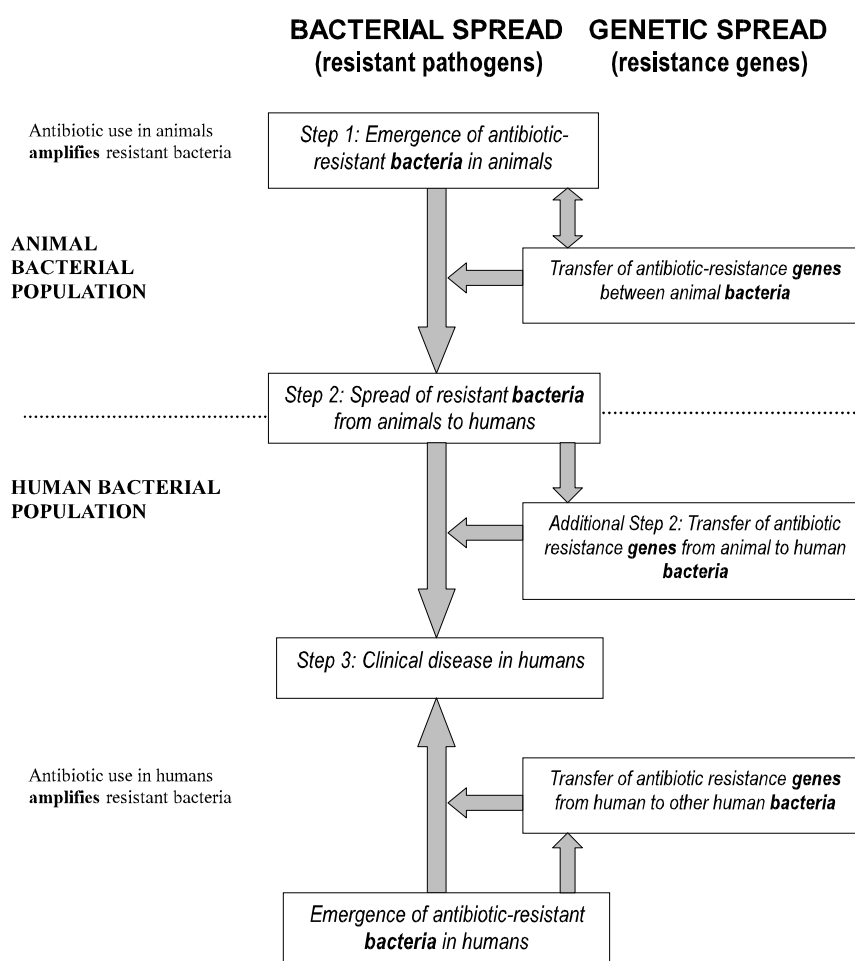 BACTERIAL SPREAD
(resistant pathogens)
GENETIC SPREAD
(resistance genes)
Antibiotic use in animals
amplifies resistant bacteria
Step 1: Emergence of antibiotic-
resistant bacteria in animals
ANIMAL
BACTERIAL
POPULATION
Transfer of antibiotic-resistance genes
between animal bacteria
Step 2: Spread of resistant bacteria
from animals to humans
HUMAN BACTERIAL
POPULATION
Additional Step 2: Transfer of antibiotic
resistance genes from animal to human
bacteria
Step 3: Clinical disease in humans
Antibiotic use in humans
amplifies resistant bacteria
Transfer of antibiotic resistance genes
from human to other human bacteria
Emergence of antibiotic-resistant
bacteria in humans